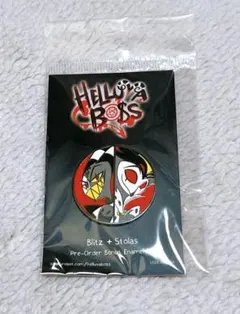 HELLUVA
BOSS
Blitz + Stolas
Pre-Order Bonus Enamel